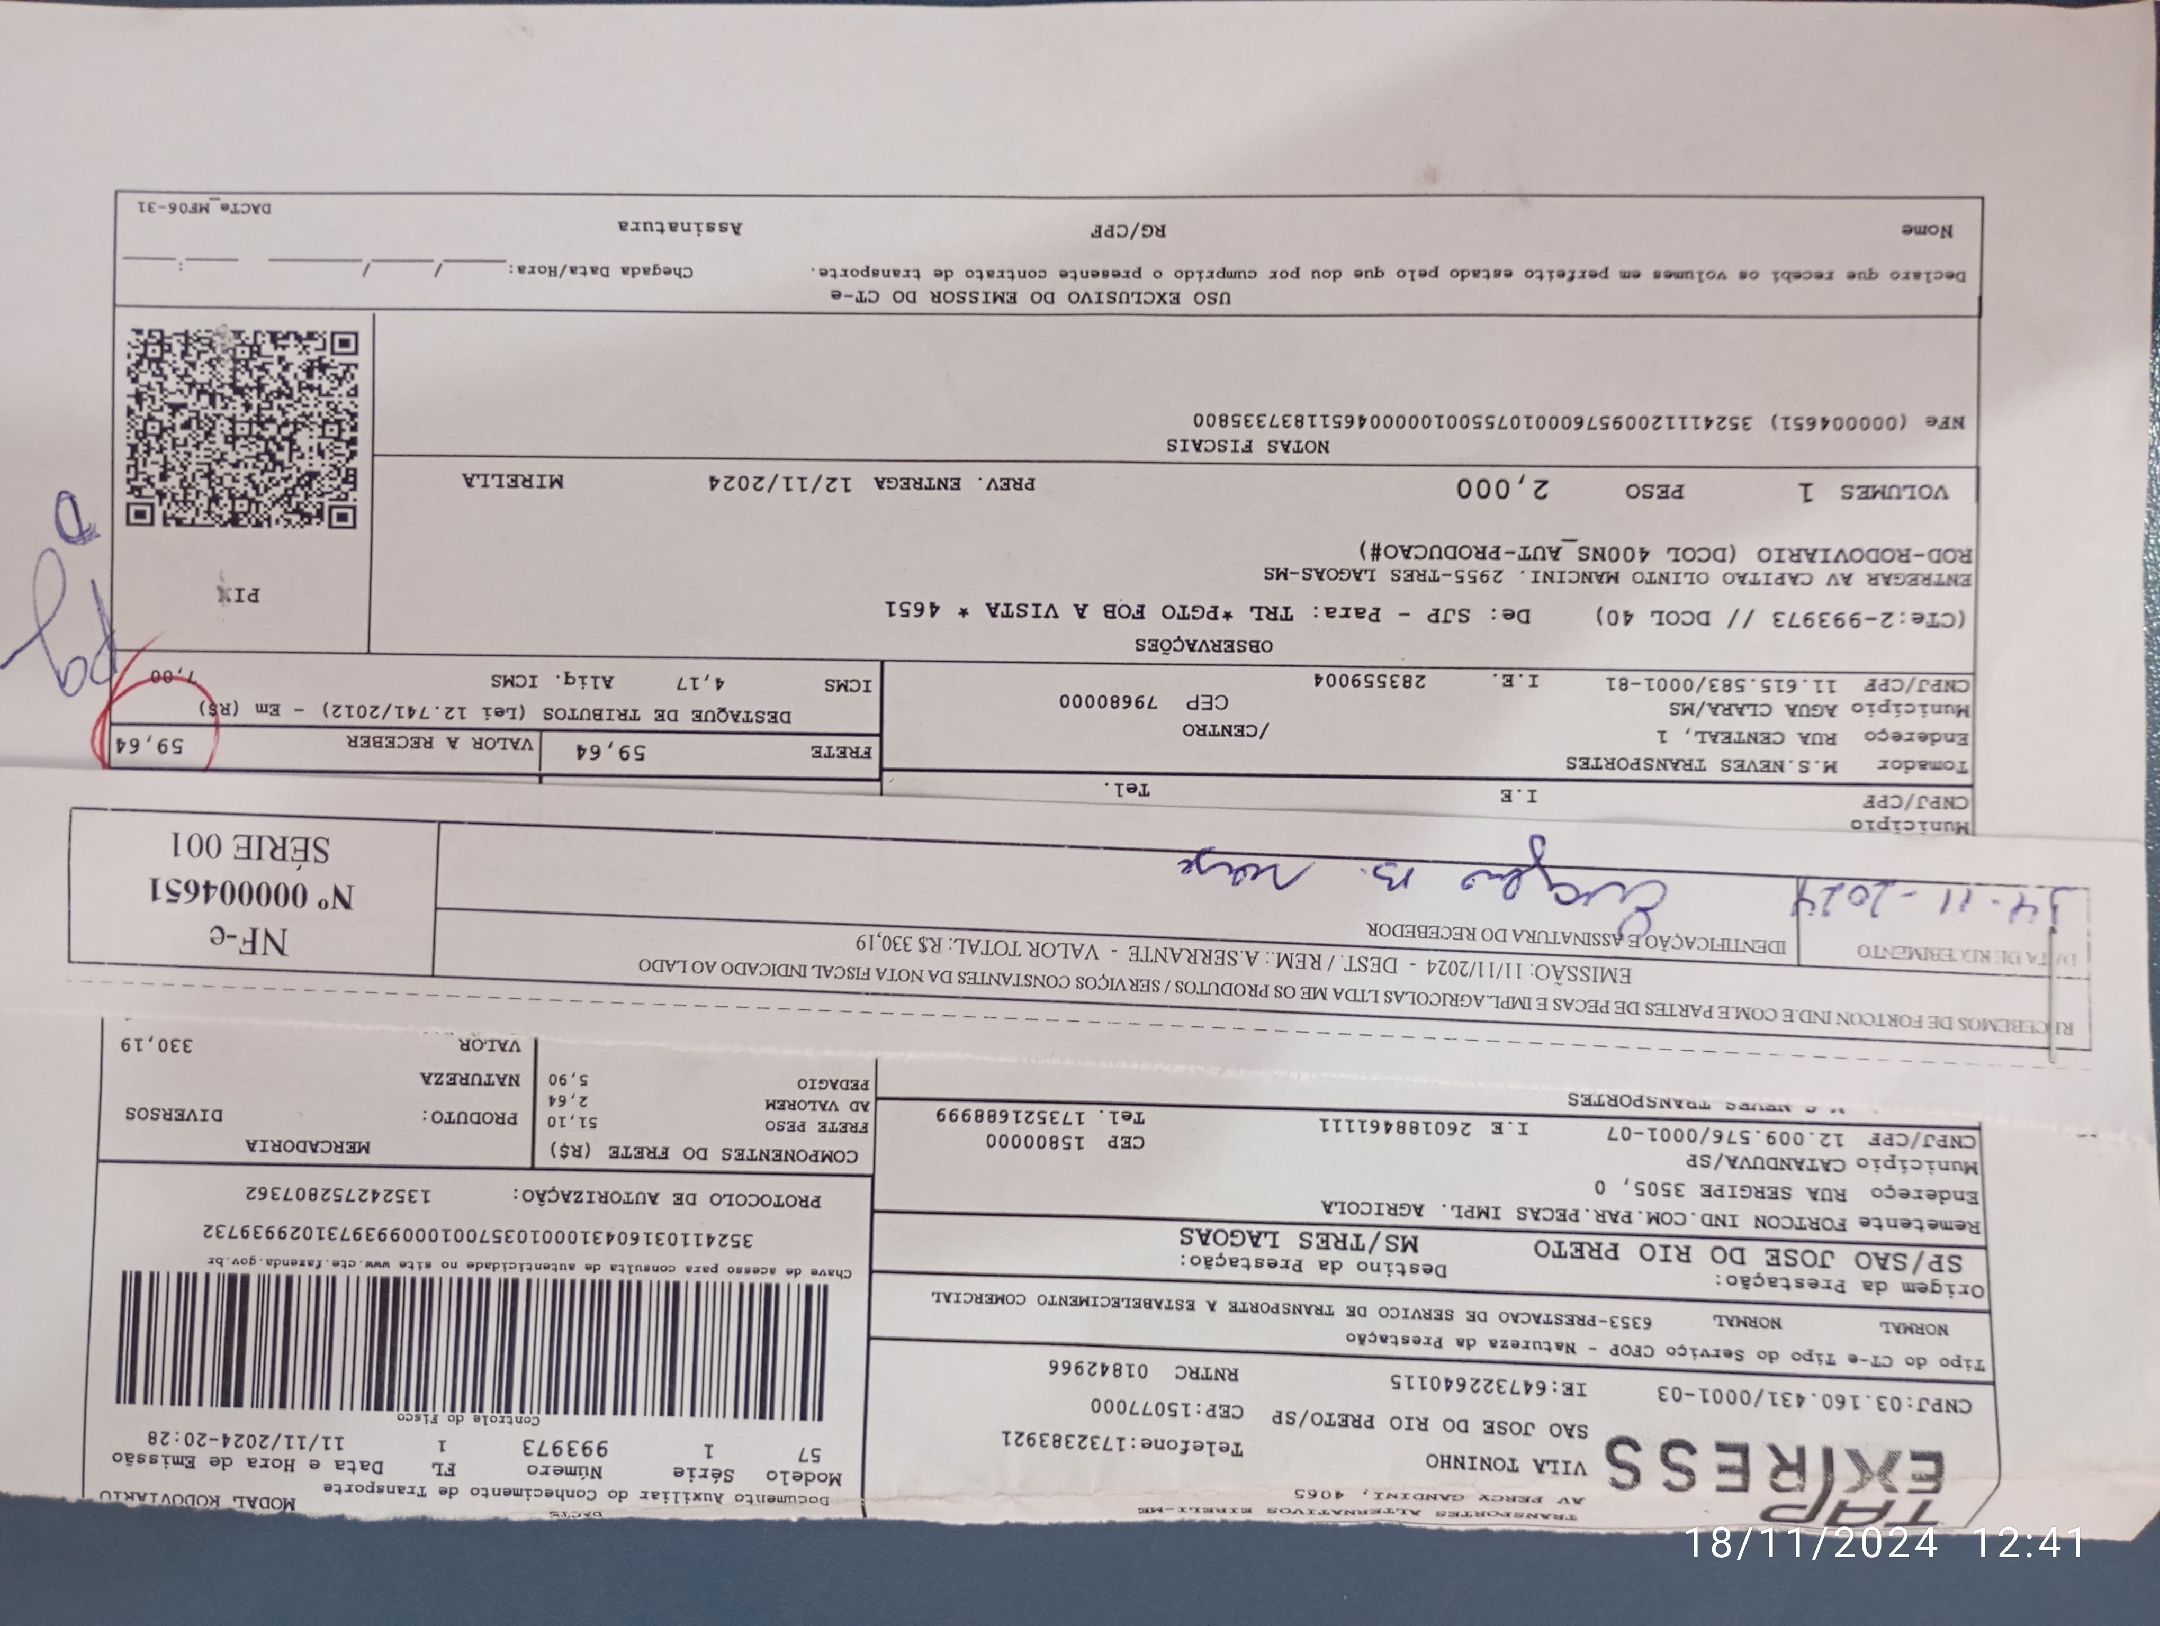 TAP
EXPRESS
TRANSPORTES ALTERNATIVOS EIRELI-ME
AV PERCY GANDINI, 4065
VILA TONINHO Telefone:1732383921
SAO JOSE DO RIO PRETO/SP CEP:15077000
CNPJ:03.160.431/0001-03 IE:647322640115 RNTRC 01842966
DACTE
Documento Auxiliar do Conhecimento de Transporte MODAL RODOVIARIO
Modelo Série Número FL Data e Hora de Emissão
57 1 993973 1 11/11/2024-20:28
Controle do Fisco
Chave de acesso para consulta de autenticidade no site www.cte.fazenda.gov.br
35241103160431000103570010009939731029939732
PROTOCOLO DE AUTORIZAÇÃO: 135242752807362
Tipo do CT-e Tipo do Serviço CFOP - Natureza da Prestação
NORMAL NORMAL 6353-PRESTACAO DE SERVICO DE TRANSPORTE A ESTABELECIMENTO COMERCIAL
Origem da Prestação: Destino da Prestação:
SP/SAO JOSE DO RIO PRETO MS/TRES LAGOAS
Remetente FORTCON IND.COM.PAR.PECAS IMPL. AGRICOLA
Endereço RUA SERGIPE 3505, 0
Município CATANDUVA/SP CEP 15800000
CNPJ/CPF 12.009.576/0001-07 I.E 260188461111 Tel. 173521688999
M.S.NEVES TRANSPORTES
COMPONENTES DO FRETE (R$) MERCADORIA
FRETE PESO 51,10 PRODUTO: DIVERSOS
AD VALOREM 2,64
PEDAGIO 5,90 NATUREZA
VALOR 330,19
RECEBEMOS DE FORTCON IND.E COM.E PARTES DE PECAS E IMPL.AGRICOLAS LTDA ME OS PRODUTOS / SERVIÇOS CONSTANTES DA NOTA FISCAL INDICADO AO LADO
EMISSÃO: 11/11/2024 - DEST. / REM.: A.SERRANTE - VALOR TOTAL: R$ 330,19
DATA DE RECEBIMENTO IDENTIFICAÇÃO E ASSINATURA DO RECEBEDOR
14-11-2024
NF-e
Nº 000004651
SÉRIE 001
Município
CNPJ/CPF I.E Tel.
Tomador M.S.NEVES TRANSPORTES
Endereço RUA CENTEAL, 1 /CENTRO
Município AGUA CLARA/MS CEP 79680000
CNPJ/CPF 11.615.583/0001-81 I.E. 283559004
FRETE 59,64 VALOR A RECEBER 59,64
DESTAQUE DE TRIBUTOS (Lei 12.741/2012) - Em (R$)
ICMS 4,17 Aliq. ICMS 7,00
OBSERVAÇÕES
(CTe:2-993973 // DCOL 40) De: SJP - Para: TRL *PGTO FOB A VISTA * 4651
ENTREGAR AV CAPITAO OLINTO MANCINI. 2955-TRES LAGOAS-MS
ROD-RODOVIARIO (DCOL 400NS_AUT-PRODUCAO#)
VOLUMES 1 PESO 2,000 PREV. ENTREGA 12/11/2024 MIRELLA
PIX
NOTAS FISCAIS
NFe (000004651) 35241112009576000107550010000046511837335800
USO EXCLUSIVO DO EMISSOR DO CT-e
Declaro que recebi os volumes em perfeito estado pelo que dou por cumprido o presente contrato de transporte. Chegada Data/Hora: ____/____/____ ____:____
Nome RG/CPF Assinatura
DACTe_MF06-31
18/11/2024 12:41